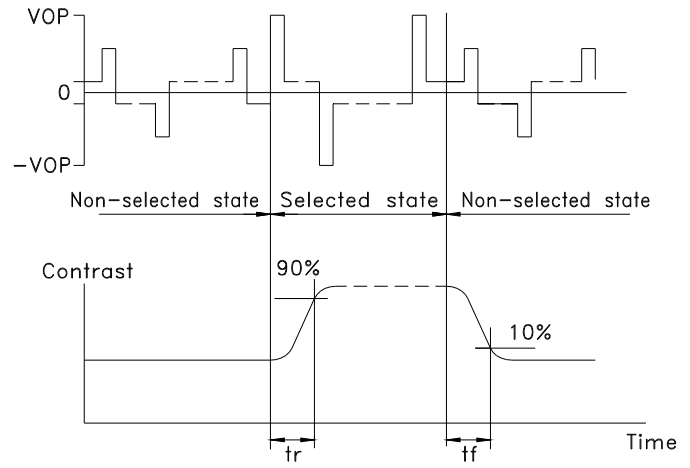 VOP
0
-VOP
Non-selected state
Selected state
Non-selected state
Contrast
90%
10%
Time
tr
tf